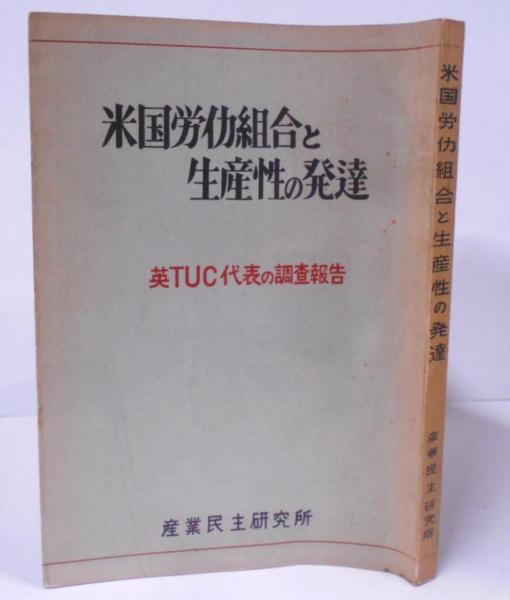 米国労仂組合と
生産性の発達
英TUC代表の調査報告
産業民主研究所
米国労仂組合と生産性の発達
産業民主研究所